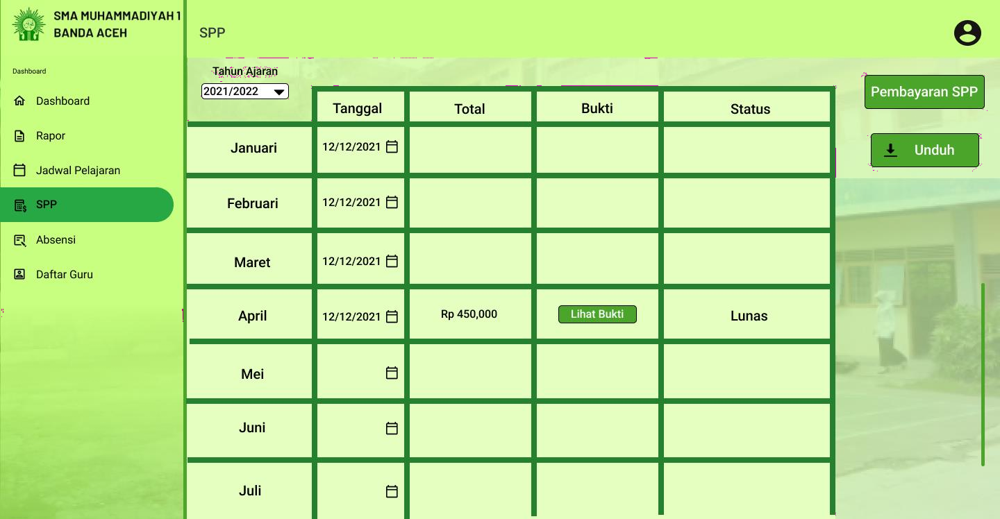 SMA MUHAMMADIYAH 1
BANDA ACEH
SPP
Dashboard
Dashboard
Rapor
Jadwal Pelajaran
SPP
Absensi
Daftar Guru
Tahun Ajaran
2021/2022
Tanggal Total Bukti Status
Januari 12/12/2021
Februari 12/12/2021
Maret 12/12/2021
April 12/12/2021 Rp 450,000 Lihat Bukti Lunas
Mei
Juni
Juli
Pembayaran SPP
Unduh